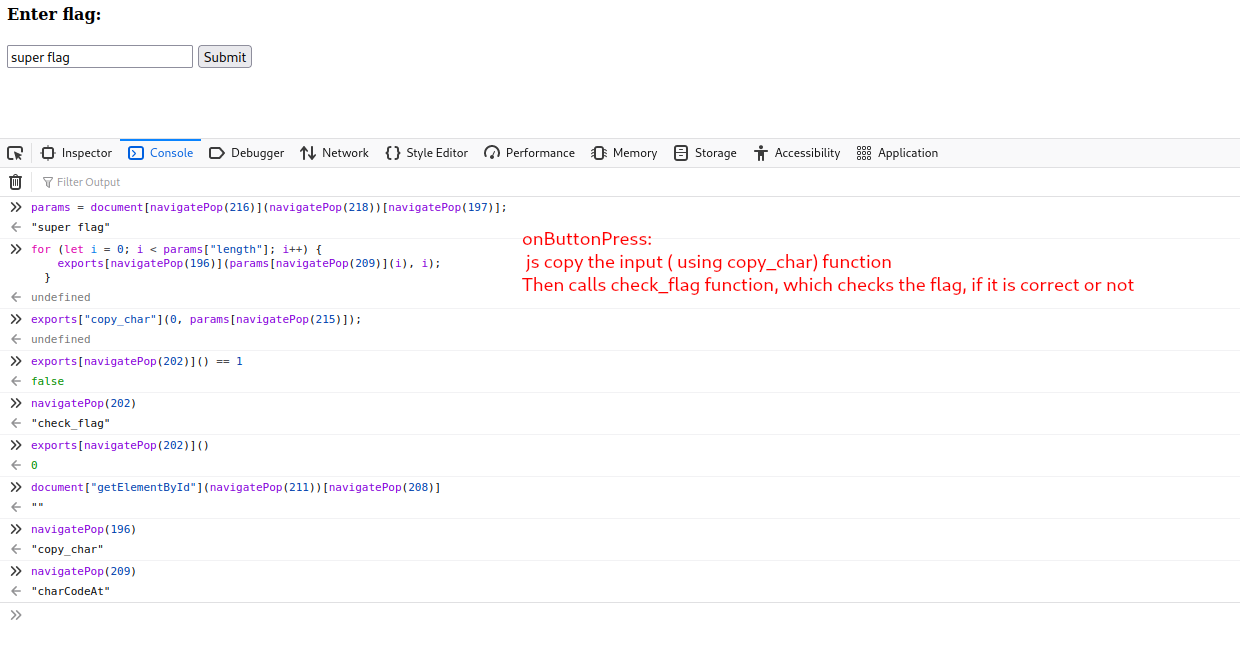 Enter flag:
super flag
Submit
Inspector Console Debugger Network Style Editor Performance Memory Storage Accessibility Application
Filter Output
params = document[navigatePop(216)](navigatePop(218))[navigatePop(197)];
"super flag"
for (let i = 0; i < params["length"]; i++) {
exports[navigatePop(196)](params[navigatePop(209)](i), i);
}
undefined
exports["copy_char"](0, params[navigatePop(215)]);
undefined
exports[navigatePop(202)]() == 1
false
navigatePop(202)
"check_flag"
exports[navigatePop(202)]()
0
document["getElementById"](navigatePop(211))[navigatePop(208)]
""
navigatePop(196)
"copy_char"
navigatePop(209)
"charCodeAt"
onButtonPress:
js copy the input ( using copy_char) function
Then calls check_flag function, which checks the flag, if it is correct or not